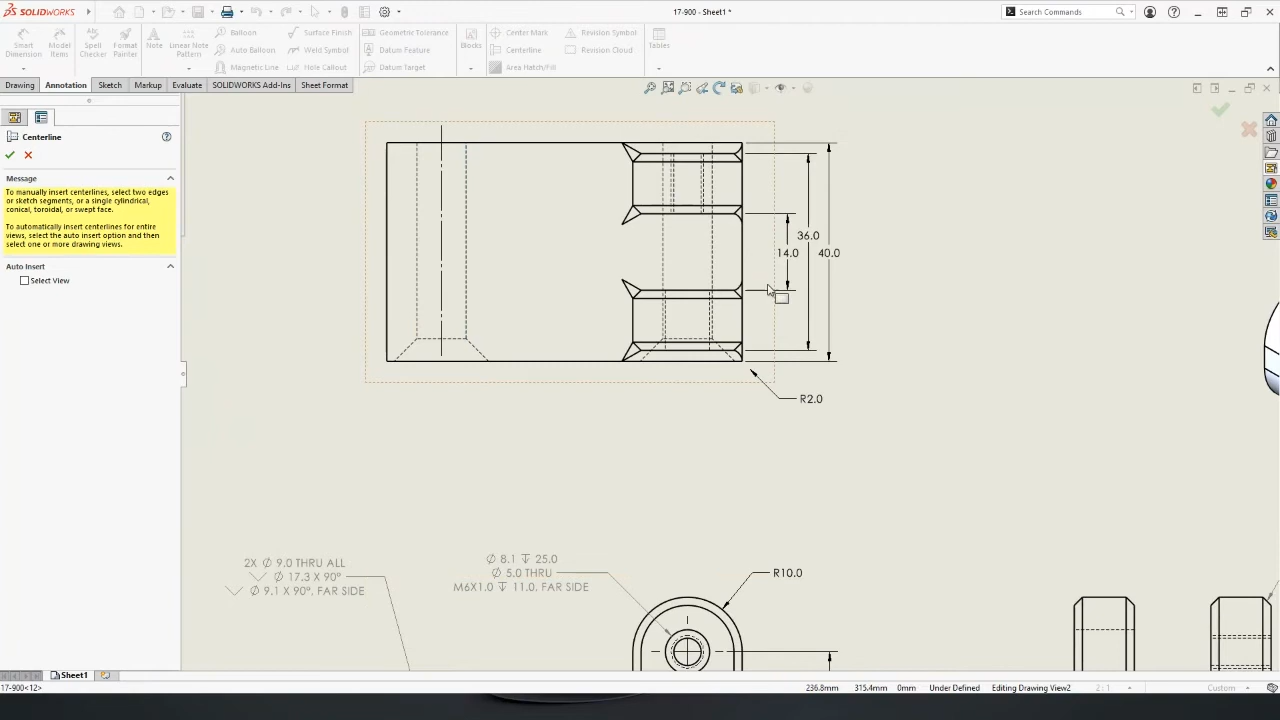 SOLIDWORKS
17-900 - Sheet1 *
Search Commands
Smart Dimension
Model Items
Spell Checker
Format Painter
Note
Linear Note Pattern
Balloon
Auto Balloon
Magnetic Line
Surface Finish
Weld Symbol
Hole Callout
Geometric Tolerance
Datum Feature
Datum Target
Blocks
Center Mark
Centerline
Area Hatch/Fill
Revision Symbol
Revision Cloud
Tables
Drawing
Annotation
Sketch
Markup
Evaluate
SOLIDWORKS Add-Ins
Sheet Format
Centerline
Message
To manually insert centerlines, select two edges
or sketch segments, or a single cylindrical,
conical, toroidal, or swept face.
To automatically insert centerlines for entire
views, select the auto insert option and then
select one or more drawing views.
Auto Insert
Select View
36.0
14.0
40.0
R2.0
2X ∅ 9.0 THRU ALL
⌵ ∅ 17.3 X 90°
⌵ ∅ 9.1 X 90°, FAR SIDE
∅ 8.1 ↧ 25.0
∅ 5.0 THRU
M6X1.0 ↧ 11.0, FAR SIDE
R10.0
Sheet1
17-900<12>
236.8mm
315.4mm
0mm
Under Defined
Editing Drawing View2
2 : 1
Custom